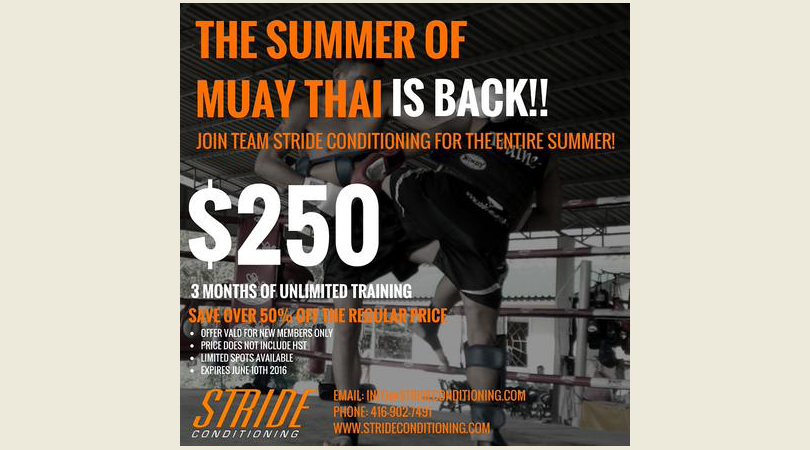 THE SUMMER OF
MUAY THAI IS BACK!!
JOIN TEAM STRIDE CONDITIONING FOR THE ENTIRE SUMMER!
$250
3 MONTHS OF UNLIMITED TRAINING
SAVE OVER 50% OFF THE REGULAR PRICE
• OFFER VALD FOR NEW MEMBERS ONLY
• PRICE DOES NOT INCLUDE HST
• LIMITED SPOTS AVAILABLE
• EXPIRES JUNE 10TH 2016
STRIDE
CONDITIONING
EMAIL: INFO@STRIDECONDITIONING.COM
PHONE: 416-902-7491
WWW.STRIDECONDITIONING.COM